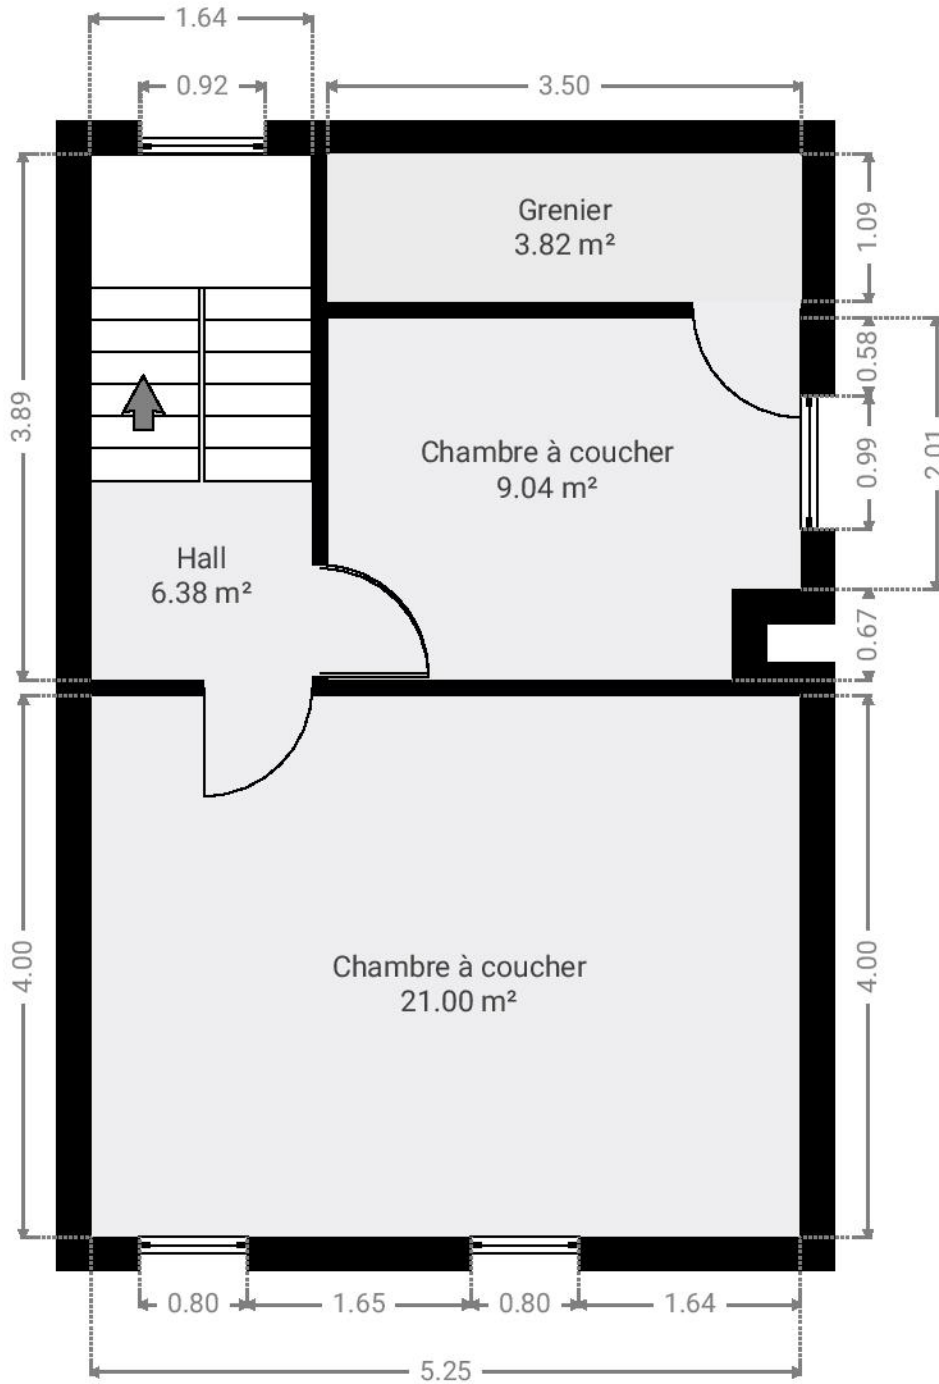 1.64
0.92
3.50
Grenier
3.82 m²
1.09
0.58
3.89
Chambre à coucher
9.04 m²
0.99
2.01
Hall
6.38 m²
0.67
Chambre à coucher
21.00 m²
4.00
4.00
0.80
1.65
0.80
1.64
5.25